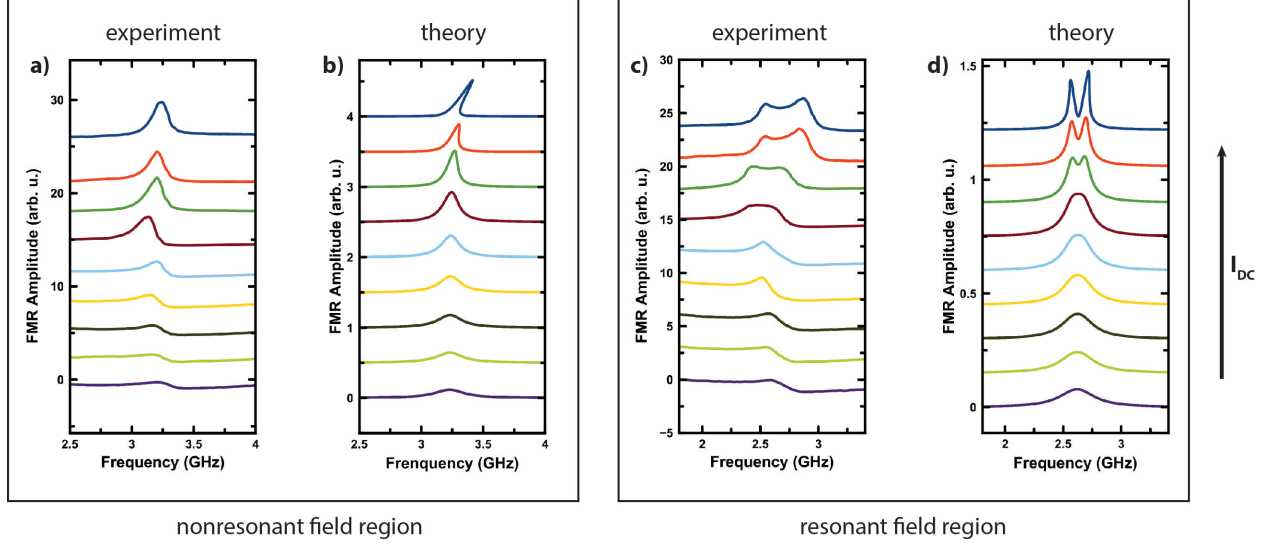 experiment
theory
a)
b)
FMR Amplitude (arb. u.)
30
20
10
0
2.5
3
3.5
4
Frequency (GHz)
FMR Amplitude (arb. u.)
4
3
2
1
0
2.5
3
3.5
4
Frenquency (GHz)
nonresonant field region
experiment
theory
c)
d)
FMR Amplitude (arb. u.)
30
25
20
15
10
5
0
−5
2
2.5
3
Frequency (GHz)
FMR Amplitude (arb. u.)
1.5
1
0.5
0
2
2.5
3
Frequency (GHz)
resonant field region
IDC